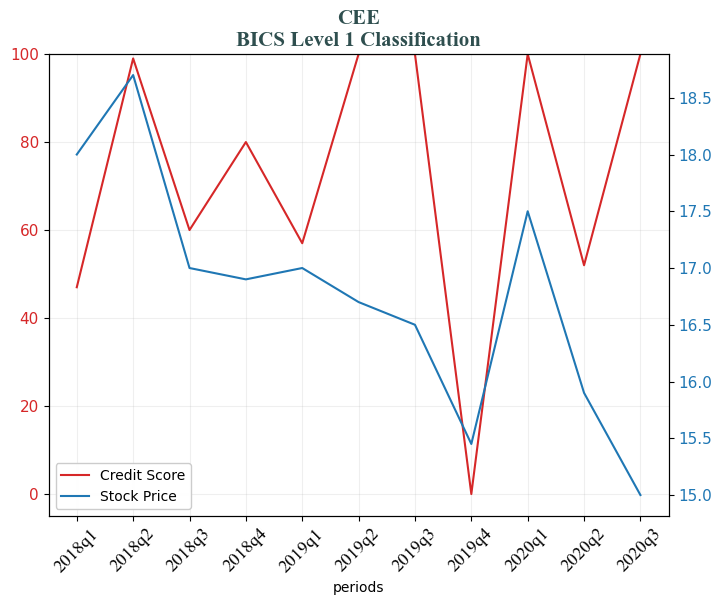 CEE
BICS Level 1 Classification
100
80
60
40
20
0
18.5
18.0
17.5
17.0
16.5
16.0
15.5
15.0
Credit Score
Stock Price
2018q1
2018q2
2018q3
2018q4
2019q1
2019q2
2019q3
2019q4
2020q1
2020q2
2020q3
periods